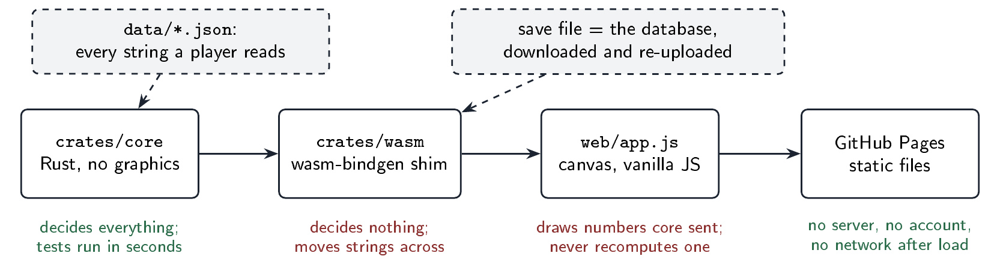 data/*.json:
every string a player reads
save file = the database,
downloaded and re-uploaded
crates/core
Rust, no graphics
crates/wasm
wasm-bindgen shim
web/app.js
canvas, vanilla JS
GitHub Pages
static files
decides everything;
tests run in seconds
decides nothing;
moves strings across
draws numbers core sent;
never recomputes one
no server, no account,
no network after load